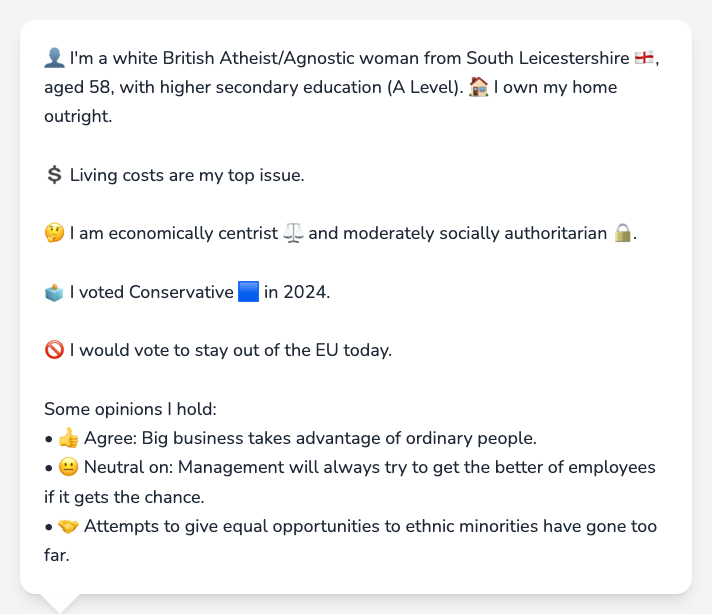 👤 I'm a white British Atheist/Agnostic woman from South Leicestershire 🏴󠁧󠁢󠁥󠁮󠁧󠁿,
aged 58, with higher secondary education (A Level). 🏠 I own my home
outright.
💲 Living costs are my top issue.
🤔 I am economically centrist ⚖️ and moderately socially authoritarian 🔒.
🗳️ I voted Conservative 🟦 in 2024.
🚫 I would vote to stay out of the EU today.
Some opinions I hold:
• 👍 Agree: Big business takes advantage of ordinary people.
• 😐 Neutral on: Management will always try to get the better of employees
if it gets the chance.
• 🤝 Attempts to give equal opportunities to ethnic minorities have gone too
far.